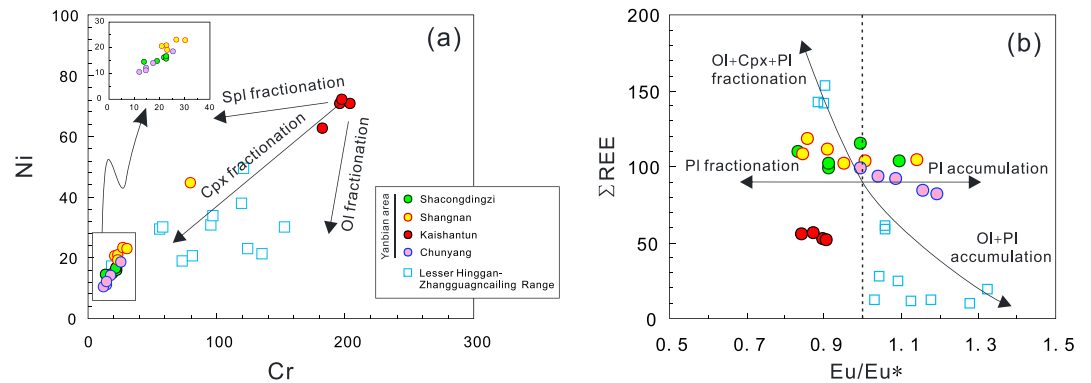 (a)
100
80
60
40
20
0
Ni
0
100
200
300
Cr
30
20
10
0
0
10
20
30
40
Spl fractionation
Cpx fractionation
Ol fractionation
Yanbian area
Shacongdingzi
Shangnan
Kaishantun
Chunyang
Lesser Hinggan-
Zhangguagncailing Range
(b)
200
150
100
50
0
ΣREE
0.5
0.7
0.9
1.1
1.3
1.5
Eu/Eu*
Ol+Cpx+Pl
fractionation
Pl fractionation
Pl accumulation
Ol+Pl
accumulation